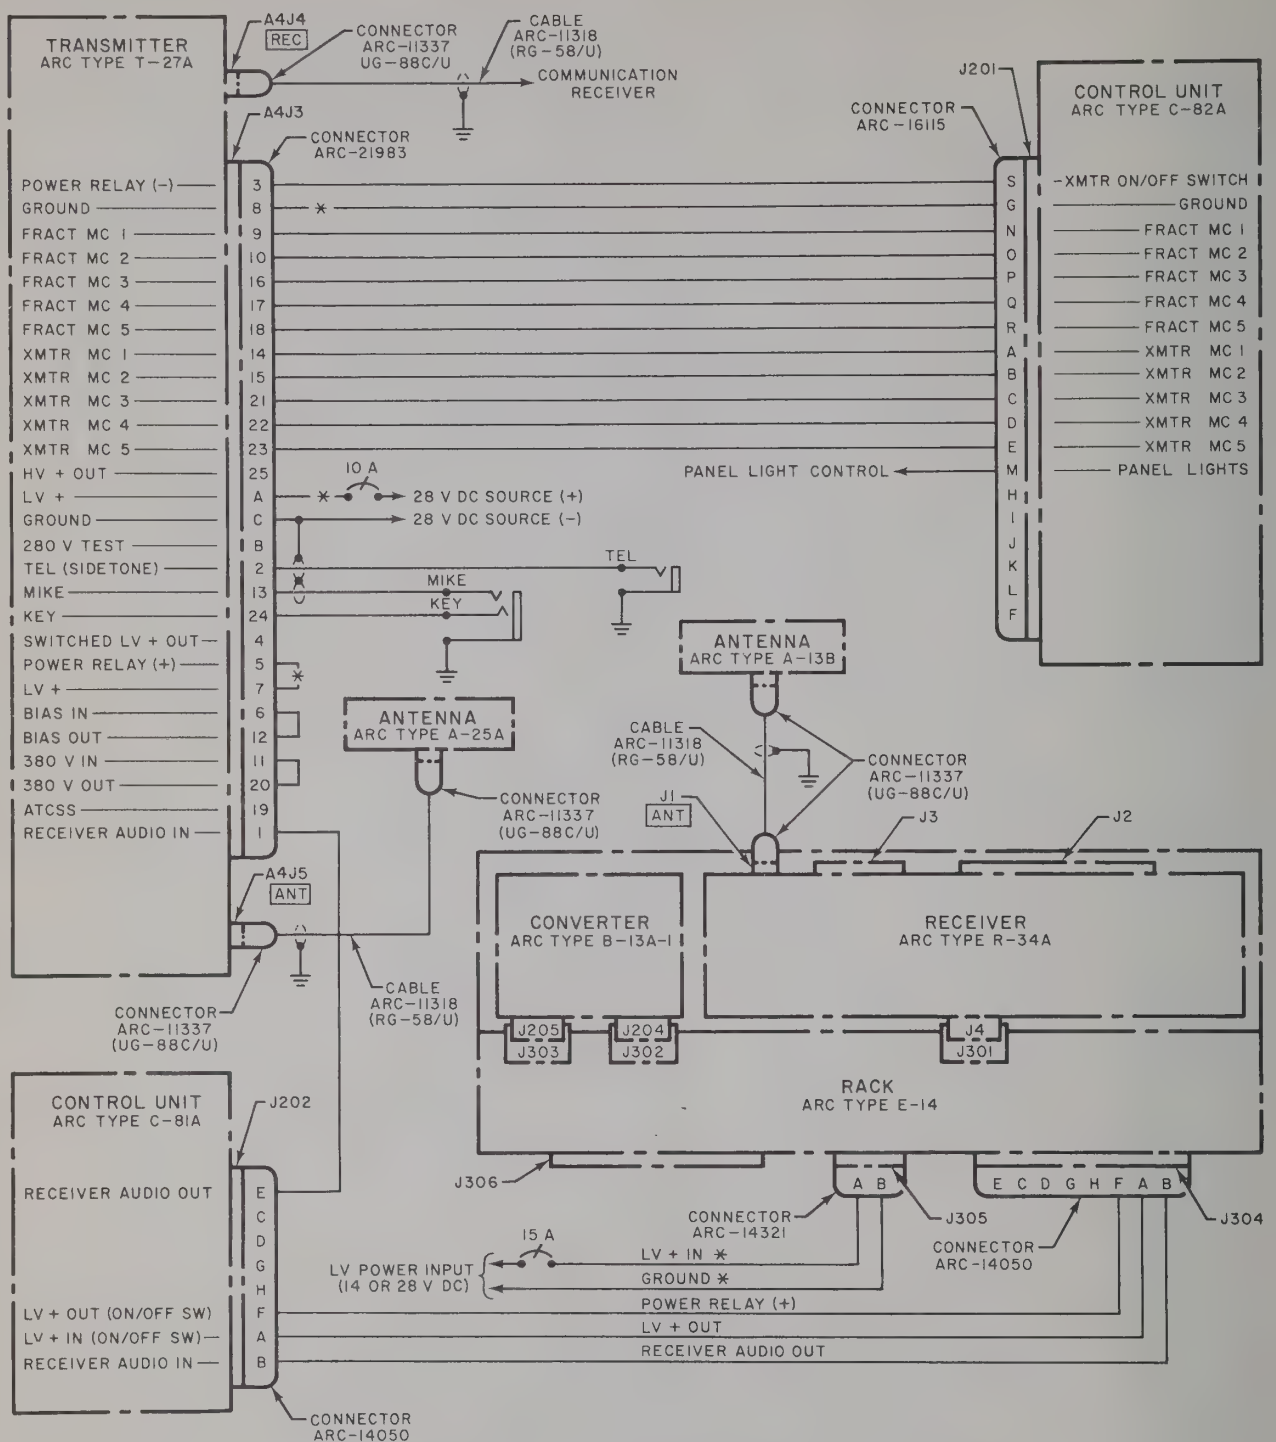 TRANSMITTER
ARC TYPE T-27A
A4J4
REC
CONNECTOR
ARC-11337
UG-88C/U
CABLE
ARC-11318
(RG-58/U)
COMMUNICATION
RECEIVER
A4J3
CONNECTOR
ARC-21983
J201
CONNECTOR
ARC-16115
CONTROL UNIT
ARC TYPE C-82A
POWER RELAY (-) 3 S XMTR ON/OFF SWITCH
GROUND 8 * G GROUND
FRACT MC 1 9 N FRACT MC 1
FRACT MC 2 10 O FRACT MC 2
FRACT MC 3 16 P FRACT MC 3
FRACT MC 4 17 Q FRACT MC 4
FRACT MC 5 18 R FRACT MC 5
XMTR MC 1 14 A XMTR MC 1
XMTR MC 2 15 B XMTR MC 2
XMTR MC 3 21 C XMTR MC 3
XMTR MC 4 22 D XMTR MC 4
XMTR MC 5 23 E XMTR MC 5
HV + OUT 25 PANEL LIGHT CONTROL M PANEL LIGHTS
10 A
LV + A * 28 V DC SOURCE (+) H
GROUND C 28 V DC SOURCE (-) I
280 V TEST B J
TEL (SIDETONE) 2 TEL K
MIKE 13 MIKE L
KEY 24 KEY F
SWITCHED LV + OUT 4
POWER RELAY (+) 5
*
LV + 7
BIAS IN 6
BIAS OUT 12
380 V IN 11
380 V OUT 20
ATCSS 19
RECEIVER AUDIO IN 1
ANTENNA
ARC TYPE A-13B
ANTENNA
ARC TYPE A-25A
CABLE
ARC-11318
(RG-58/U)
CONNECTOR
ARC-11337
(UG-88C/U)
CONNECTOR
ARC-11337
(UG-88C/U)
J1
ANT
J3
J2
A4J5
ANT
CONVERTER
ARC TYPE B-13A-1
RECEIVER
ARC TYPE R-34A
CABLE
ARC-11318
(RG-58/U)
CONNECTOR
ARC-11337
(UG-88C/U)
J205
J204
J4
J303
J302
J301
RACK
ARC TYPE E-14
CONTROL UNIT
ARC TYPE C-81A
J202
J306
A B
E C D G H F A B
J305
J304
CONNECTOR
ARC-14321
CONNECTOR
ARC-14050
RECEIVER AUDIO OUT E
C
D
G
H
LV + OUT (ON/OFF SW) F
LV + IN (ON/OFF SW) A
RECEIVER AUDIO IN B
15 A
LV POWER INPUT
(14 OR 28 V DC)
LV + IN *
GROUND *
POWER RELAY (+)
LV + OUT
RECEIVER AUDIO OUT
CONNECTOR
ARC-14050